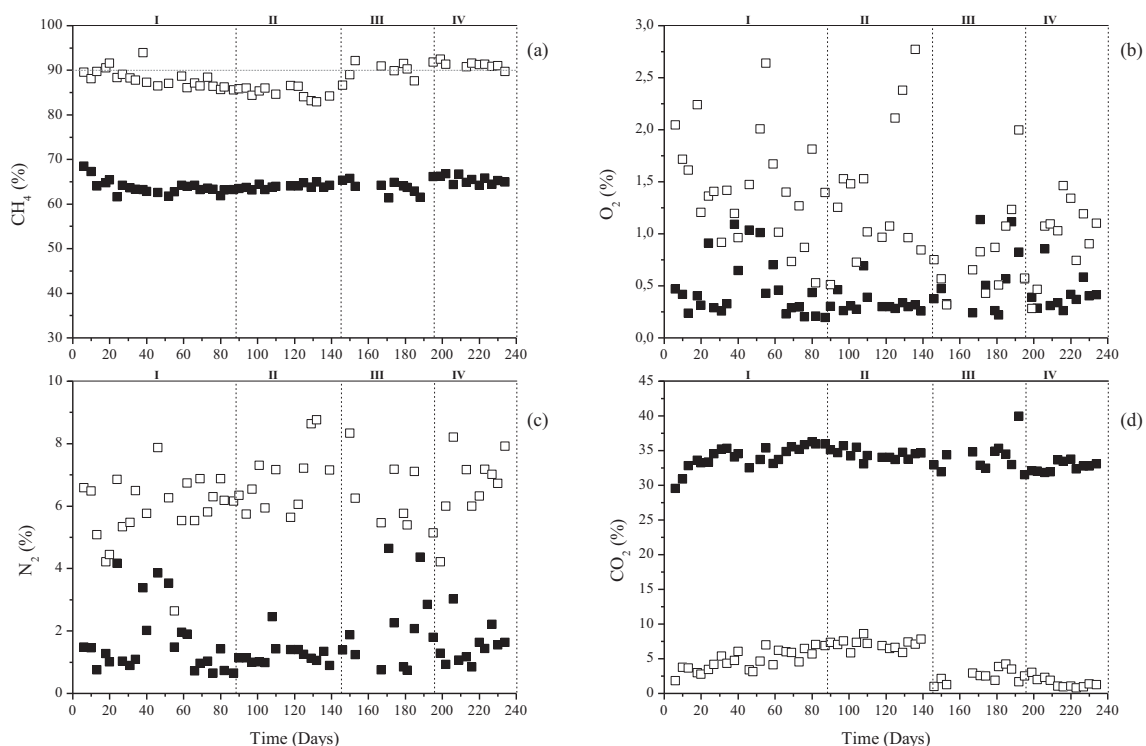 I II III IV
(a)
100
90
80
70
60
50
40
30
CH₄ (%)
0 20 40 60 80 100 120 140 160 180 200 220 240
I II III IV
(b)
3,0
2,5
2,0
1,5
1,0
0,5
0,0
O₂ (%)
0 20 40 60 80 100 120 140 160 180 200 220 240
I II III IV
(c)
10
8
6
4
2
0
N₂ (%)
0 20 40 60 80 100 120 140 160 180 200 220 240
Time (Days)
I II III IV
(d)
45
40
35
30
25
20
15
10
5
0
CO₂ (%)
0 20 40 60 80 100 120 140 160 180 200 220 240
Time (Days)